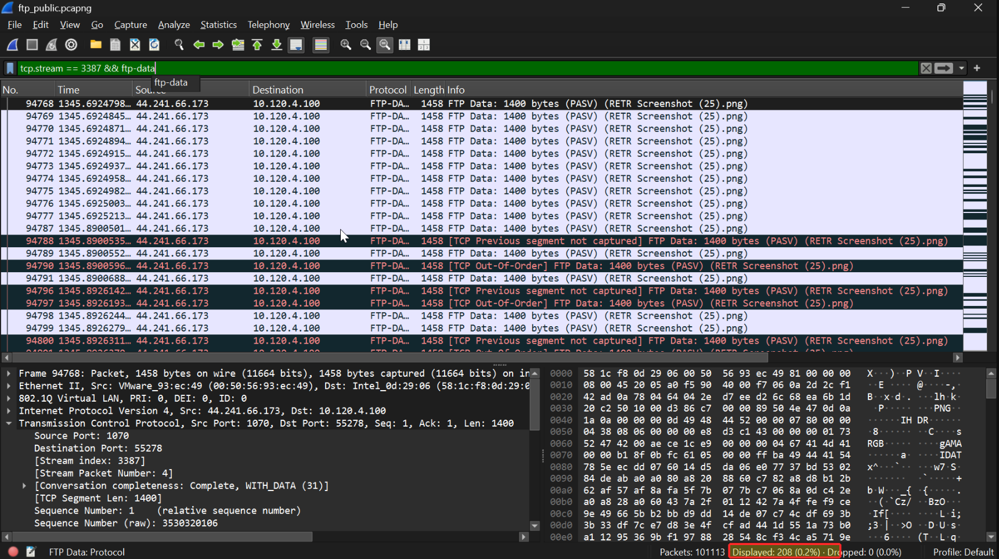 ftp_public.pcapng
File Edit View Go Capture Analyze Statistics Telephony Wireless Tools Help
tcp.stream == 3387 && ftp-data
ftp-data
No. Time Destination Protocol Length Info
94768 1345.6924798… 44.241.66.173 10.120.4.100 FTP-DA… 1458 FTP Data: 1400 bytes (PASV) (RETR Screenshot (25).png)
94769 1345.6924845… 44.241.66.173 10.120.4.100 FTP-DA… 1458 FTP Data: 1400 bytes (PASV) (RETR Screenshot (25).png)
94770 1345.6924871… 44.241.66.173 10.120.4.100 FTP-DA… 1458 FTP Data: 1400 bytes (PASV) (RETR Screenshot (25).png)
94771 1345.6924894… 44.241.66.173 10.120.4.100 FTP-DA… 1458 FTP Data: 1400 bytes (PASV) (RETR Screenshot (25).png)
94772 1345.6924915… 44.241.66.173 10.120.4.100 FTP-DA… 1458 FTP Data: 1400 bytes (PASV) (RETR Screenshot (25).png)
94773 1345.6924937… 44.241.66.173 10.120.4.100 FTP-DA… 1458 FTP Data: 1400 bytes (PASV) (RETR Screenshot (25).png)
94774 1345.6924958… 44.241.66.173 10.120.4.100 FTP-DA… 1458 FTP Data: 1400 bytes (PASV) (RETR Screenshot (25).png)
94775 1345.6924982… 44.241.66.173 10.120.4.100 FTP-DA… 1458 FTP Data: 1400 bytes (PASV) (RETR Screenshot (25).png)
94776 1345.6925003… 44.241.66.173 10.120.4.100 FTP-DA… 1458 FTP Data: 1400 bytes (PASV) (RETR Screenshot (25).png)
94777 1345.6925213… 44.241.66.173 10.120.4.100 FTP-DA… 1458 FTP Data: 1400 bytes (PASV) (RETR Screenshot (25).png)
94787 1345.8900501… 44.241.66.173 10.120.4.100 FTP-DA… 1458 FTP Data: 1400 bytes (PASV) (RETR Screenshot (25).png)
94788 1345.8900535… 44.241.66.173 10.120.4.100 FTP-DA… 1458 [TCP Previous segment not captured] FTP Data: 1400 bytes (PASV) (RETR Screenshot (25).png)
94789 1345.8900552… 44.241.66.173 10.120.4.100 FTP-DA… 1458 FTP Data: 1400 bytes (PASV) (RETR Screenshot (25).png)
94790 1345.8900596… 44.241.66.173 10.120.4.100 FTP-DA… 1458 [TCP Out-Of-Order] FTP Data: 1400 bytes (PASV) (RETR Screenshot (25).png)
94791 1345.8900688… 44.241.66.173 10.120.4.100 FTP-DA… 1458 FTP Data: 1400 bytes (PASV) (RETR Screenshot (25).png)
94796 1345.8926142… 44.241.66.173 10.120.4.100 FTP-DA… 1458 [TCP Previous segment not captured] FTP Data: 1400 bytes (PASV) (RETR Screenshot (25).png)
94797 1345.8926193… 44.241.66.173 10.120.4.100 FTP-DA… 1458 [TCP Out-Of-Order] FTP Data: 1400 bytes (PASV) (RETR Screenshot (25).png)
94798 1345.8926244… 44.241.66.173 10.120.4.100 FTP-DA… 1458 FTP Data: 1400 bytes (PASV) (RETR Screenshot (25).png)
94799 1345.8926279… 44.241.66.173 10.120.4.100 FTP-DA… 1458 FTP Data: 1400 bytes (PASV) (RETR Screenshot (25).png)
94800 1345.8926311… 44.241.66.173 10.120.4.100 FTP-DA… 1458 [TCP Previous segment not captured] FTP Data: 1400 bytes (PASV) (RETR Screenshot (25).png)
Frame 94768: Packet, 1458 bytes on wire (11664 bits), 1458 bytes captured (11664 bits) on in
Ethernet II, Src: VMware_93:ec:49 (00:50:56:93:ec:49), Dst: Intel_0d:29:06 (58:1c:f8:0d:29:0
802.1Q Virtual LAN, PRI: 0, DEI: 0, ID: 0
Internet Protocol Version 4, Src: 44.241.66.173, Dst: 10.120.4.100
Transmission Control Protocol, Src Port: 1070, Dst Port: 55278, Seq: 1, Ack: 1, Len: 1400
Source Port: 1070
Destination Port: 55278
[Stream index: 3387]
[Stream Packet Number: 4]
[Conversation completeness: Complete, WITH_DATA (31)]
[TCP Segment Len: 1400]
Sequence Number: 1 (relative sequence number)
Sequence Number (raw): 3530320106
0000 58 1c f8 0d 29 06 00 50 56 93 ec 49 81 00 00 00 X···)··P V··I····
0010 08 00 45 20 05 a0 f5 90 40 00 f7 06 0a 2d 2c f1 ··E ···· @····-,·
0020 42 ad 0a 78 04 64 04 2e d7 ee d2 6c 68 ea 6b 1d B··x·d·. ···lh·k·
0030 20 c2 50 10 00 d3 86 c7 00 00 89 50 4e 47 0d 0a ·P····· ···PNG··
0040 1a 0a 00 00 00 0d 49 48 44 52 00 00 07 80 00 00 ······IH DR······
0050 04 38 08 06 00 00 00 e8 d3 c1 43 00 00 00 01 73 ·8······ ··C····s
0060 52 47 42 00 ae ce 1c e9 00 00 00 04 67 41 4d 41 RGB····· ····gAMA
0070 00 00 b1 8f 0b fc 61 05 00 00 ff ba 49 44 41 54 ······a· ····IDAT
0080 78 5e ec dd 07 60 14 d5 da 06 e0 77 37 bd 53 02 x^···`·· ···w7·S·
0090 84 de ab a0 a0 80 a8 20 88 60 c7 82 a8 d8 b1 2b ······· ·`·····+
00a0 62 af 57 af 8a fa 5f 7b 07 7b c7 06 8a 0d c4 2e b·W···_{ ·{·····.
00b0 a0 a8 28 a0 60 43 7a 2f 01 12 42 7a 4f fe f9 ce ··(·`Cz/ ··BzO···
00c0 9e 49 66 5b b2 bb d9 dd 14 de 07 c7 4c df 69 3b ·If[···· ····L·i;
00d0 3b 33 df 7c e7 d8 3e 4f cf ad 44 1d 55 1a 73 b0 ;3·|··>O ··D·U·s·
00e0 a1 12 95 36 9b f1 97 88 28 54 8c f3 4c a5 71 9e ···6···· (T··L·q·
FTP Data: Protocol Packets: 101113 Displayed: 208 (0.2%) · Dropped: 0 (0.0%) Profile: Default